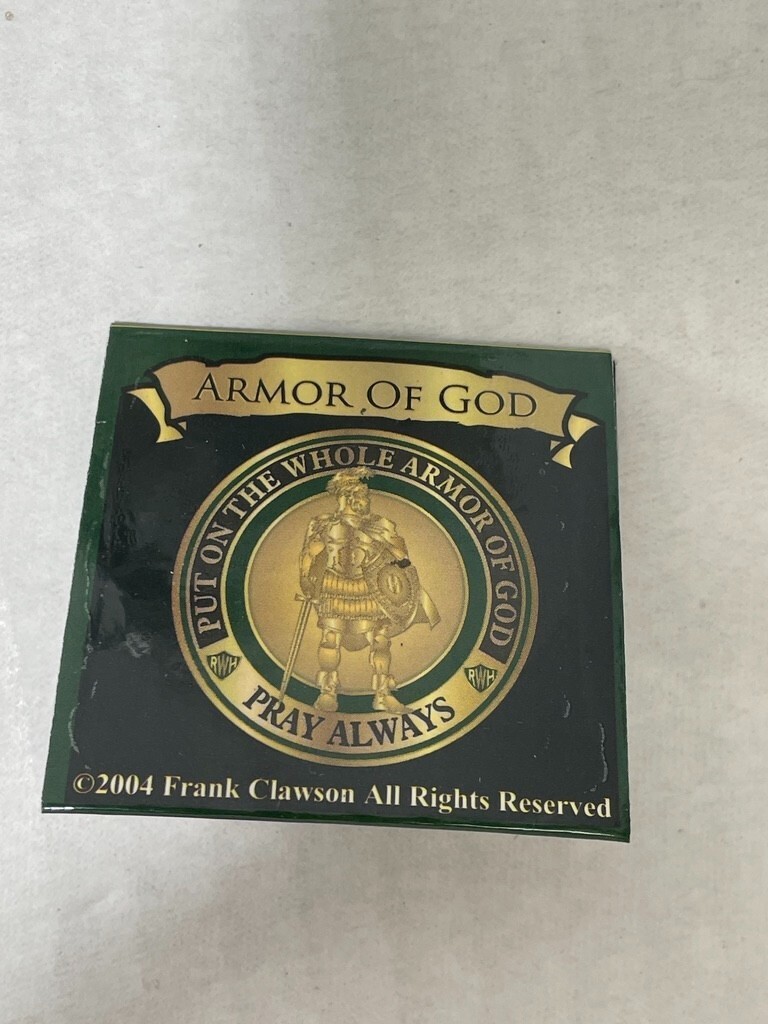 ARMOR OF GOD
PUT ON THE WHOLE ARMOR OF GOD
RWH
RWH
PRAY ALWAYS
©2004 Frank Clawson All Rights Reserved